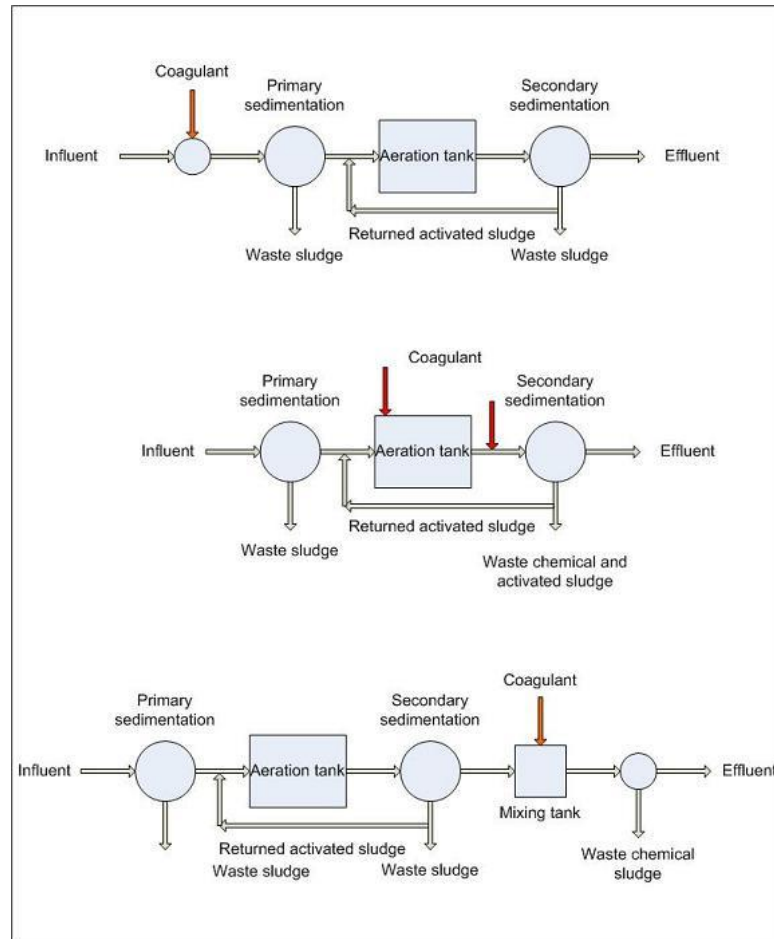 Coagulant
Primary
sedimentation
Secondary
sedimentation
Influent
Aeration tank
Effluent
Returned activated sludge
Waste sludge
Waste sludge
Coagulant
Primary
sedimentation
Secondary
sedimentation
Influent
Aeration tank
Effluent
Returned activated sludge
Waste sludge
Waste chemical and
activated sludge
Coagulant
Primary
sedimentation
Secondary
sedimentation
Influent
Aeration tank
Effluent
Mixing tank
Returned activated sludge
Waste sludge
Waste sludge
Waste chemical
sludge